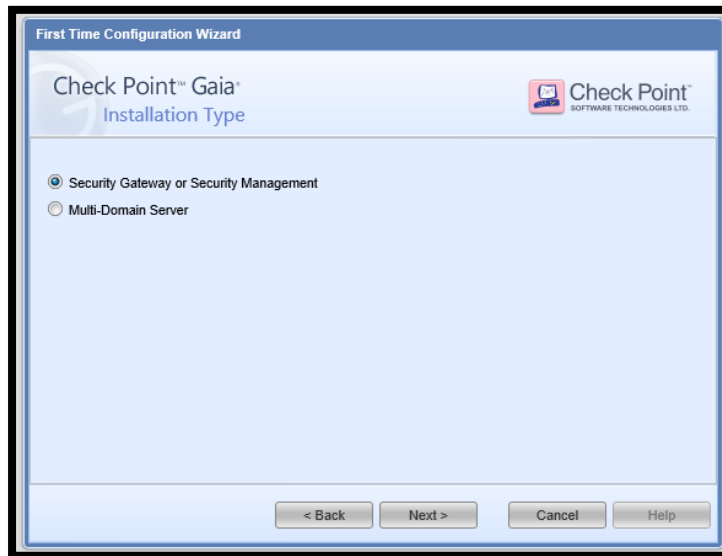 First Time Configuration Wizard
Check Point™ Gaia°
Installation Type
Check Point™
SOFTWARE TECHNOLOGIES LTD.
Security Gateway or Security Management
Multi-Domain Server
< Back
Next >
Cancel
Help